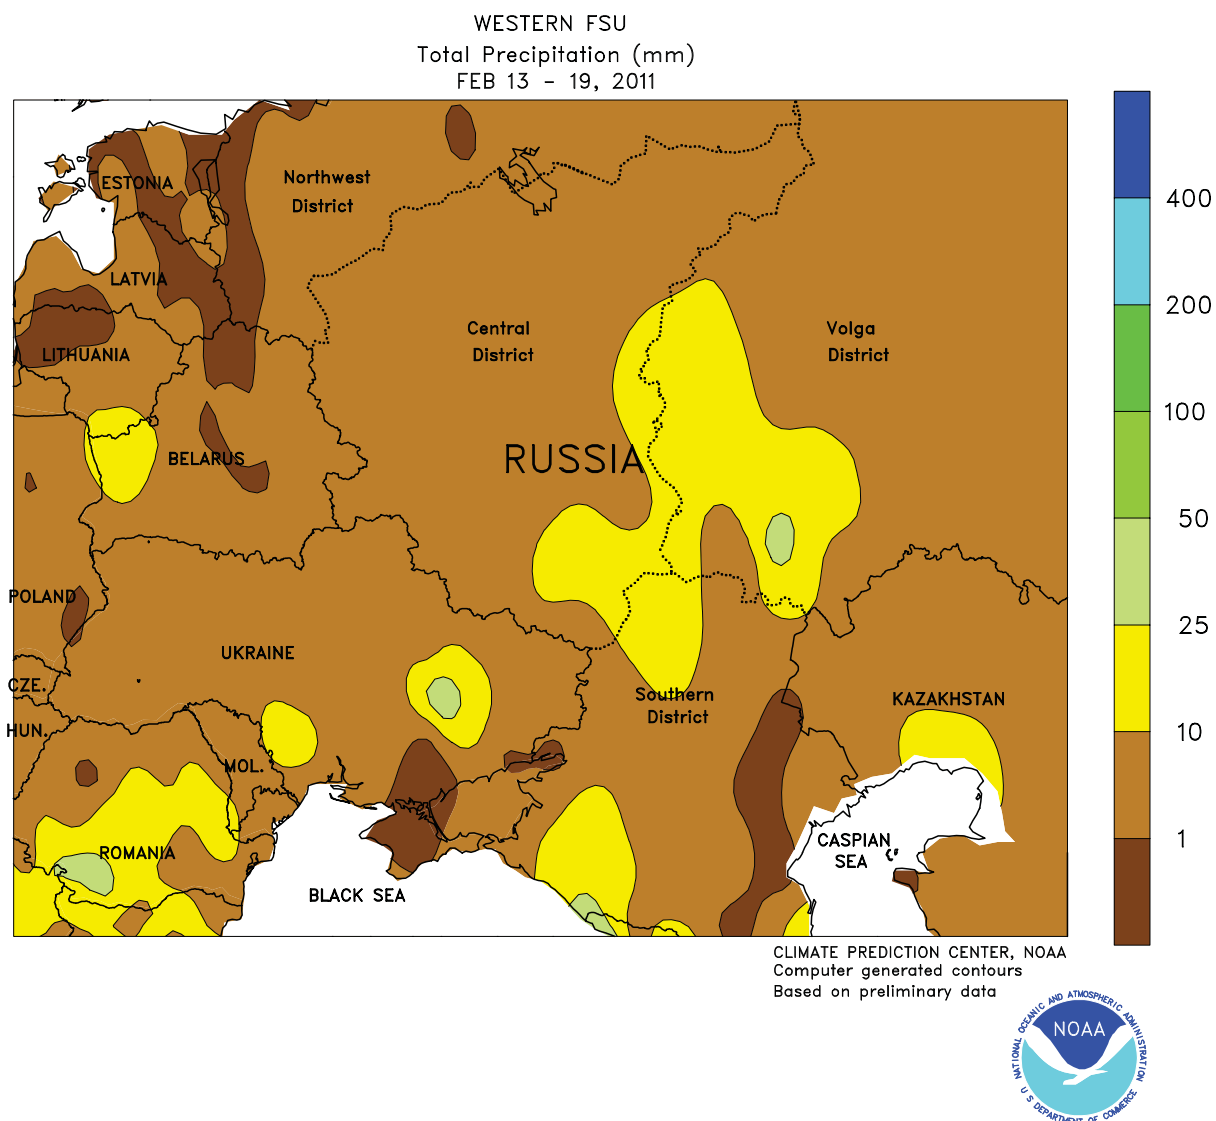 WESTERN FSU
Total Precipitation (mm)
FEB 13 - 19, 2011
ESTONIA
Northwest
District
LATVIA
LITHUANIA
Central
District
Volga
District
RUSSIA
BELARUS
POLAND
UKRAINE
CZE.
Southern
District
KAZAKHSTAN
HUN.
MOL.
ROMANIA
CASPIAN
SEA
BLACK SEA
400
200
100
50
25
10
1
CLIMATE PREDICTION CENTER, NOAA
Computer generated contours
Based on preliminary data
NATIONAL OCEANIC AND ATMOSPHERIC ADMINISTRATION
NOAA
U S DEPARTMENT OF COMMERCE